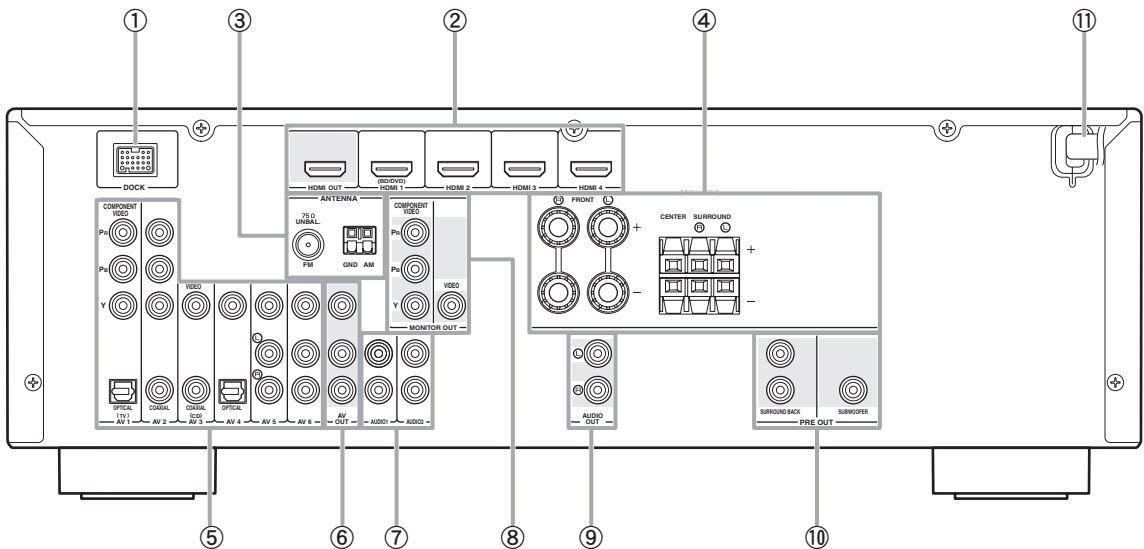 ① ③ ② ④ ⑪
DOCK
HDMI OUT
(BD/DVD)
HDMI 1
HDMI 2
HDMI 3
HDMI 4
ANTENNA
75Ω
UNBAL.
FM
GND AM
COMPONENT
VIDEO
PR
PB
Y
VIDEO
MONITOR OUT
R FRONT L
+
−
CENTER SURROUND
R L
+
−
COMPONENT
VIDEO
PR
PB
Y
VIDEO
L
R
OPTICAL
(TV)
AV 1
COAXIAL
AV 2
COAXIAL
(CD)
AV 3
OPTICAL
AV 4
AV 5
AV 6
AV
OUT
AUDIO1
AUDIO2
L
R
AUDIO
OUT
SURROUND BACK
SUBWOOFER
PRE OUT
⑤ ⑥ ⑦ ⑧ ⑨ ⑩